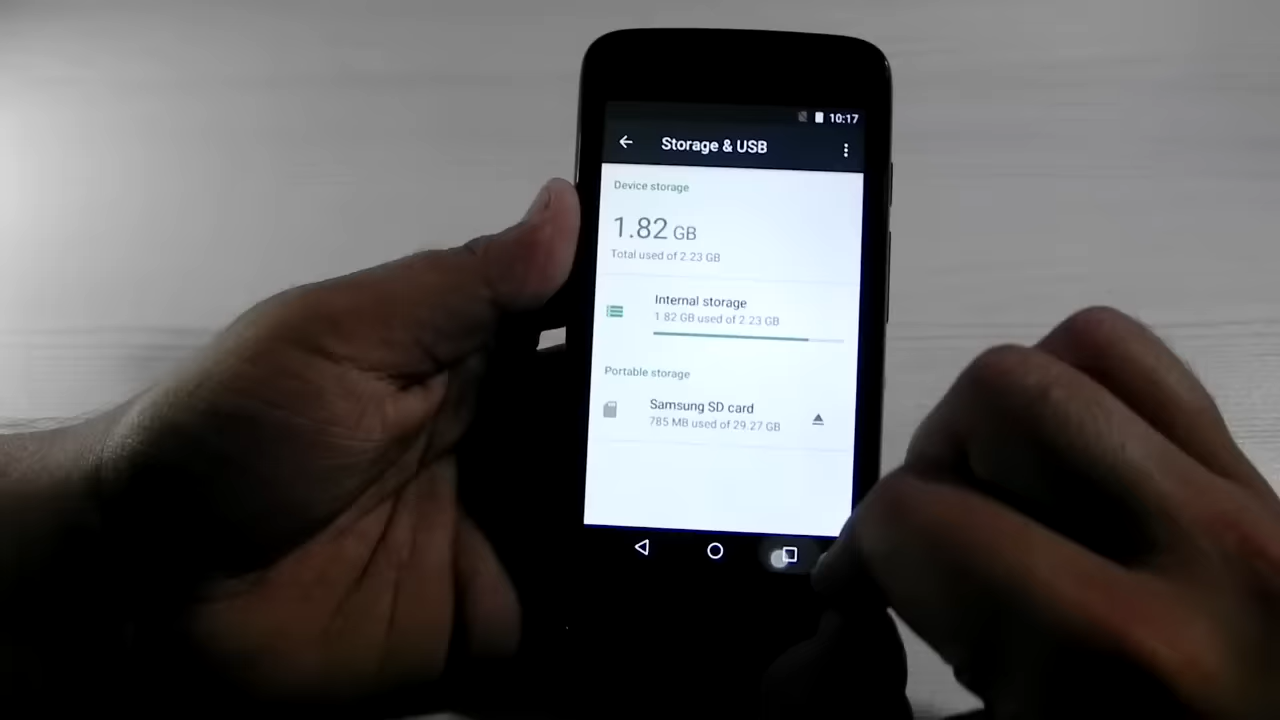 10:17
Storage & USB
Device storage
1.82 GB
Total used of 2.23 GB
Internal storage
1.82 GB used of 2.23 GB
Portable storage
Samsung SD card
785 MB used of 29.27 GB